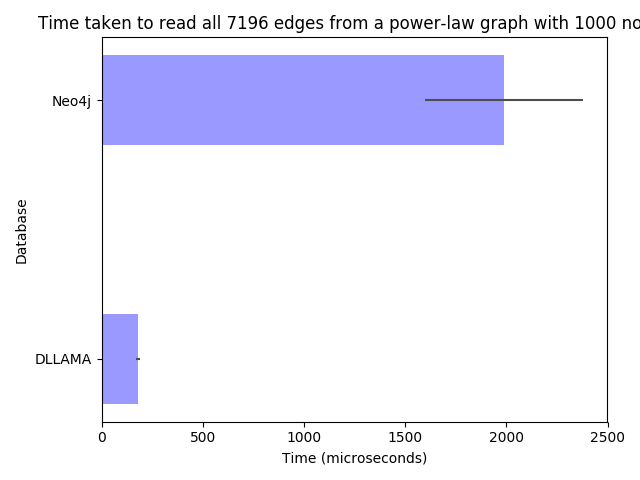 Time taken to read all 7196 edges from a power-law graph with 1000 no
Neo4j
Database
DLLAMA
0 500 1000 1500 2000 2500
Time (microseconds)